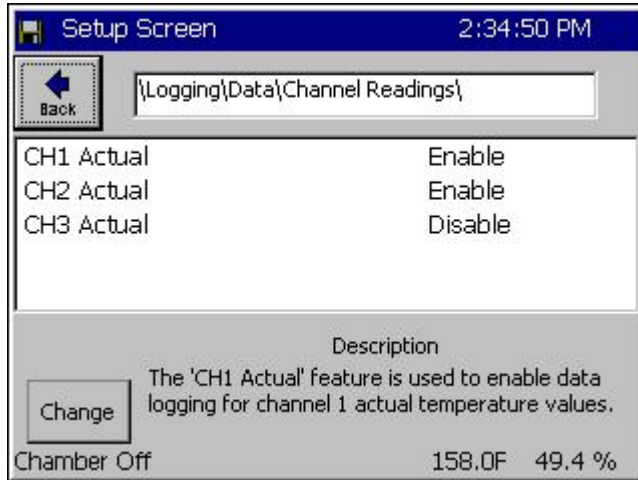 Setup Screen 2:34:50 PM
Back
\Logging\Data\Channel Readings\
CH1 Actual Enable
CH2 Actual Enable
CH3 Actual Disable
Description
The 'CH1 Actual' feature is used to enable data
logging for channel 1 actual temperature values.
Change
Chamber Off 158.0F 49.4 %